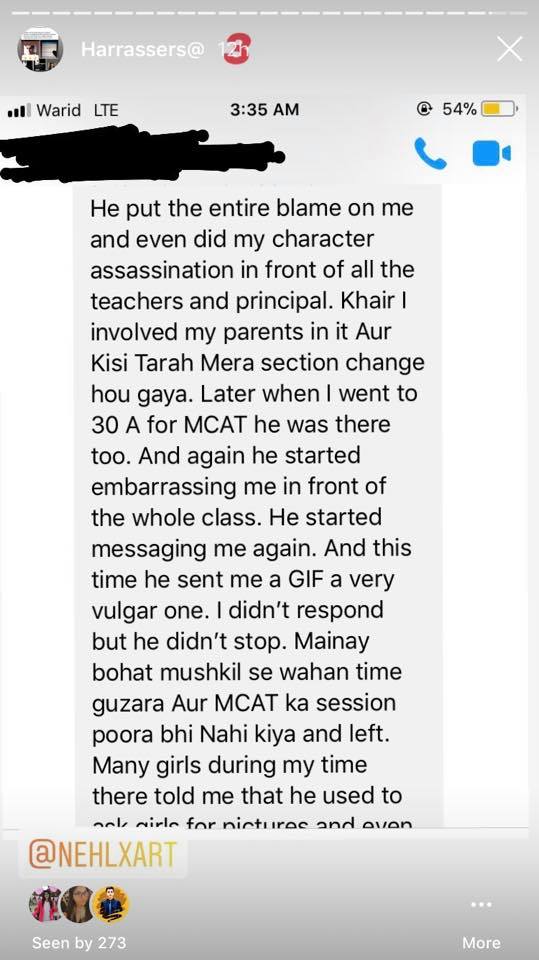 Harrassers@ 12h
Warid LTE 3:35 AM 54%
He put the entire blame on me
and even did my character
assassination in front of all the
teachers and principal. Khair I
involved my parents in it Aur
Kisi Tarah Mera section change
hou gaya. Later when I went to
30 A for MCAT he was there
too. And again he started
embarrassing me in front of
the whole class. He started
messaging me again. And this
time he sent me a GIF a very
vulgar one. I didn’t respond
but he didn’t stop. Mainay
bohat mushkil se wahan time
guzara Aur MCAT ka session
poora bhi Nahi kiya and left.
Many girls during my time
there told me that he used to
ask girls for pictures and even
@NEHLXART
Seen by 273 More